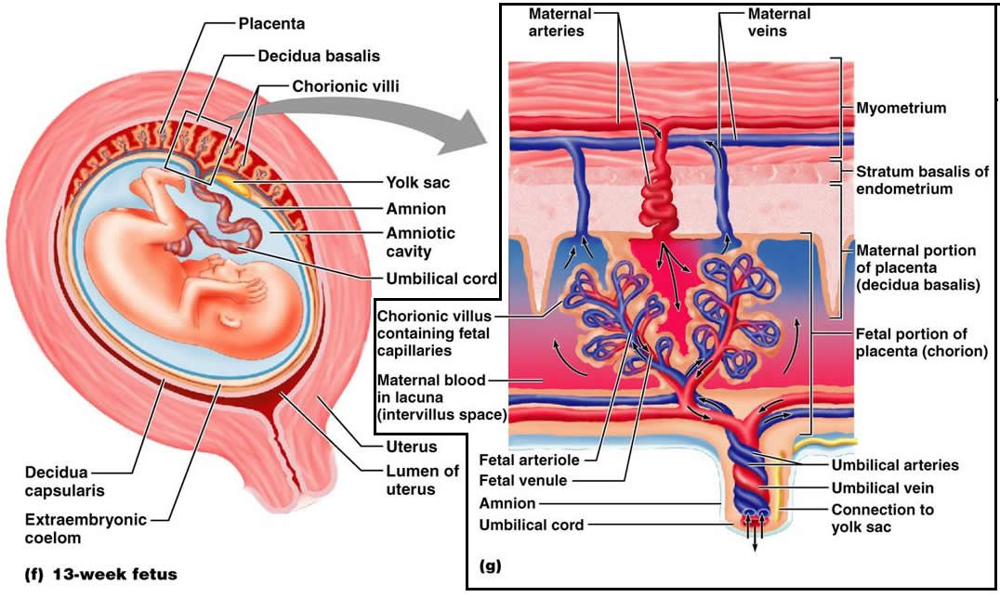 Placenta
Decidua basalis
Chorionic villi
Yolk sac
Amnion
Amniotic
cavity
Umbilical cord
Decidua
capsularis
Extraembryonic
coelom
Uterus
Lumen of
uterus
(f) 13-week fetus
Maternal
arteries
Maternal
veins
Myometrium
Stratum basalis of
endometrium
Maternal portion
of placenta
(decidua basalis)
Fetal portion of
placenta (chorion)
Chorionic villus
containing fetal
capillaries
Maternal blood
in lacuna
(intervillus space)
Fetal arteriole
Fetal venule
Amnion
Umbilical cord
Umbilical arteries
Umbilical vein
Connection to
yolk sac
(g)